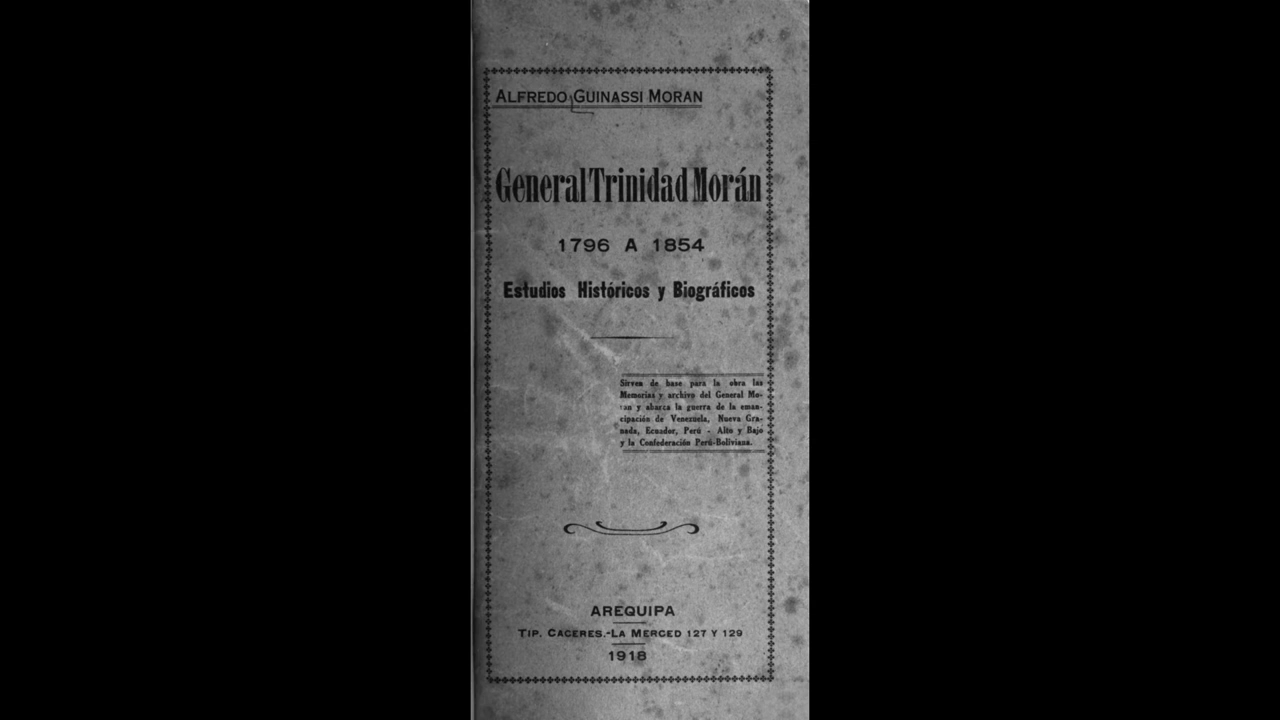 ALFREDO GUINASSI MORAN
General Trinidad Morán
1796 A 1854
Estudios Históricos y Biográficos
Sirven de base para la obra las
Memorias y archivo del General Mo-
ran y abarca la guerra de la eman-
cipación de Venezuela, Nueva Gra-
nada, Ecuador, Perú - Alto y Bajo
y la Confederación Perú-Boliviana.
AREQUIPA
TIP. CACERES.-LA MERCED 127 Y 129
1918